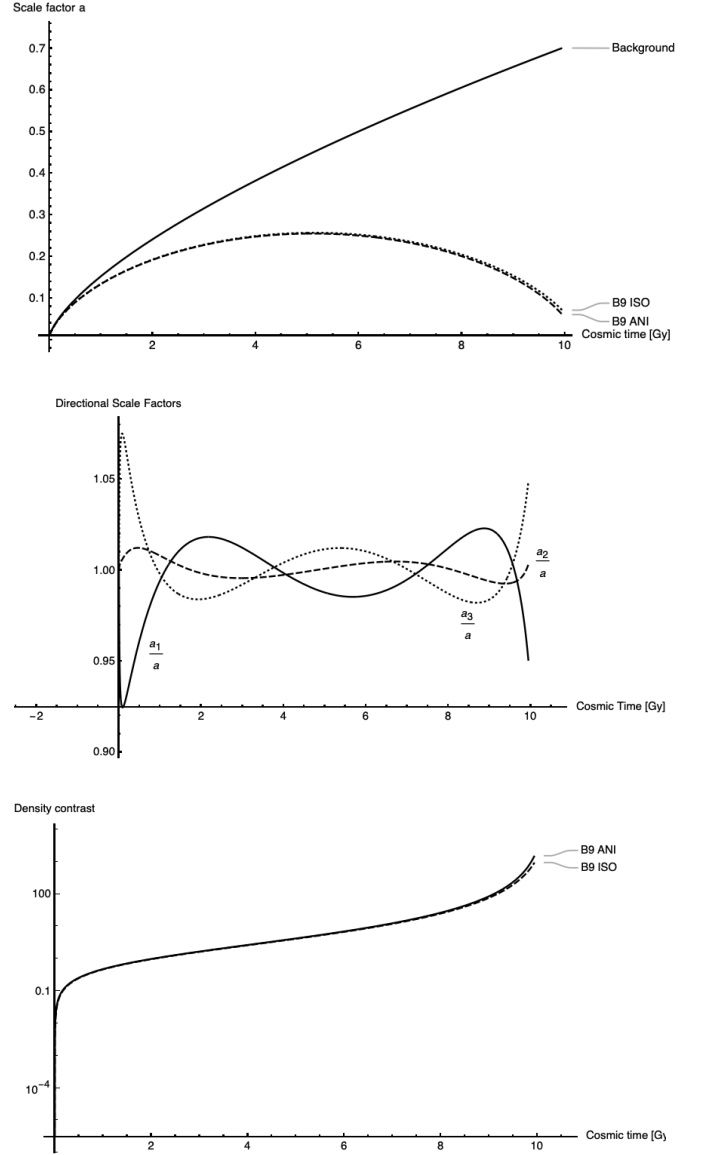 Scale factor a
0.7
Background
0.6
0.5
0.4
0.3
0.2
0.1
B9 ISO
B9 ANI
Cosmic time [Gy]
2 4 6 8 10
Directional Scale Factors
1.05
1.00
a2
a
a3
a
a1
a
0.95
Cosmic Time [Gy]
−2 2 4 6 8 10
0.90
Density contrast
B9 ANI
B9 ISO
100
0.1
10−4
Cosmic time [Gy
2 4 6 8 10